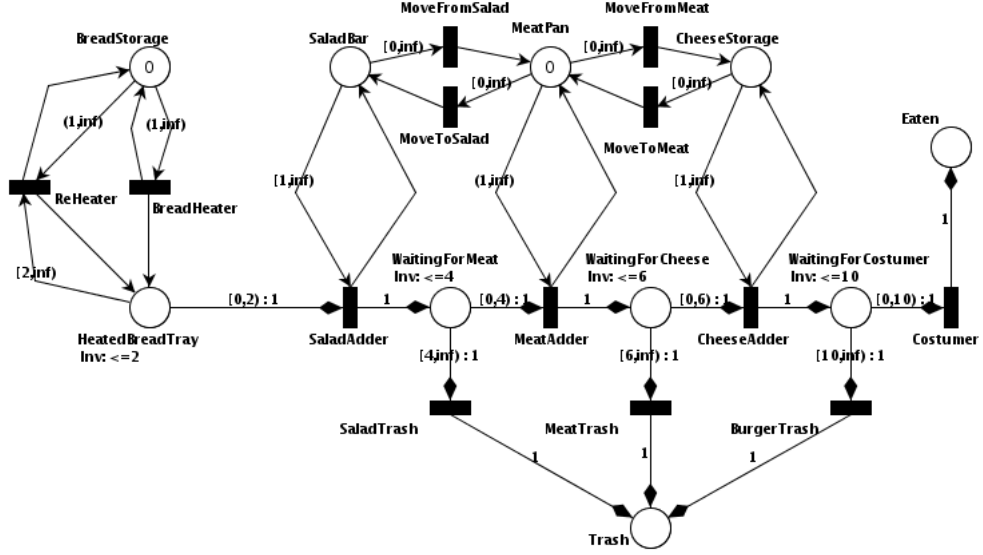 MoveFromSalad
MoveFromMeat
BreadStorage
SaladBar
MeatPan
CheeseStorage
[0,inf)
[0,inf)
0
0
[0,inf)
[0,inf)
(1,inf)
(1,inf)
MoveToSalad
MoveToMeat
Eaten
[1,inf)
(1,inf)
[1,inf)
ReHeater
BreadHeater
1
WaitingForMeat
Inv: <=4
WaitingForCheese
Inv: <=6
WaitingForCostumer
Inv: <=10
[2,inf)
[0,2) : 1
1
[0,4) : 1
1
[0,6) : 1
1
[0,10) : 1
HeatedBreadTray
Inv: <=2
SaladAdder
MeatAdder
CheeseAdder
Costumer
[4,inf) : 1
[6,inf) : 1
[10,inf) : 1
SaladTrash
MeatTrash
BurgerTrash
1
1
1
Trash